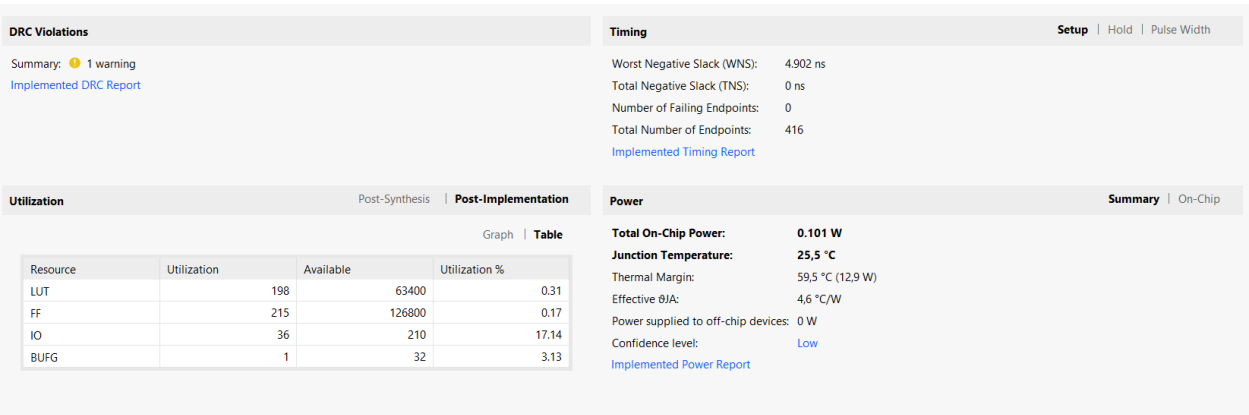 DRC Violations
Summary: 1 warning
Implemented DRC Report
Timing Setup | Hold | Pulse Width
Worst Negative Slack (WNS): 4.902 ns
Total Negative Slack (TNS): 0 ns
Number of Failing Endpoints: 0
Total Number of Endpoints: 416
Implemented Timing Report
Utilization Post-Synthesis | Post-Implementation
Graph | Table
Resource Utilization Available Utilization %
LUT 198 63400 0.31
FF 215 126800 0.17
IO 36 210 17.14
BUFG 1 32 3.13
Power Summary | On-Chip
Total On-Chip Power: 0.101 W
Junction Temperature: 25,5 °C
Thermal Margin: 59,5 °C (12,9 W)
Effective ϑJA: 4,6 °C/W
Power supplied to off-chip devices: 0 W
Confidence level: Low
Implemented Power Report